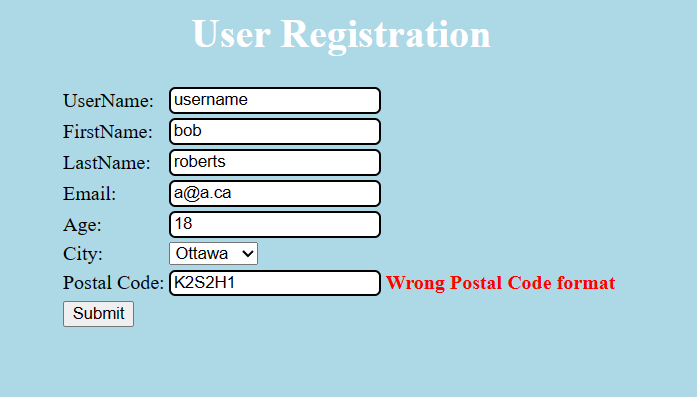 User Registration
UserName: username
FirstName: bob
LastName: roberts
Email: a@a.ca
Age: 18
City: Ottawa
Postal Code: K2S2H1 Wrong Postal Code format
Submit